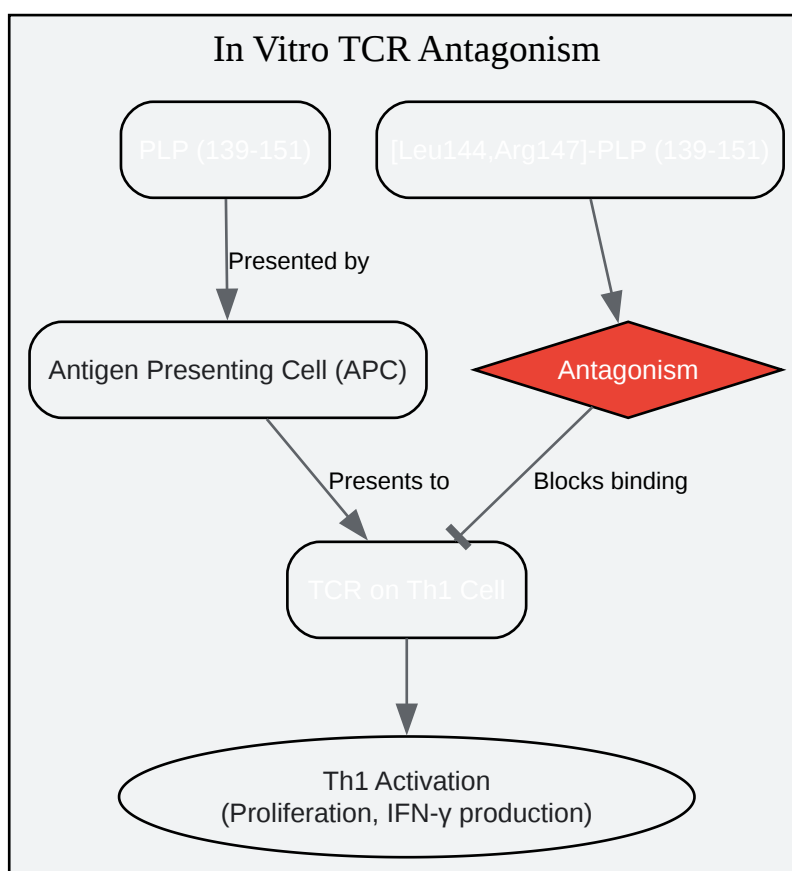 In Vitro TCR Antagonism
PLP (139-151)
[Leu144,Arg147]-PLP (139-151)
Presented by
Antigen Presenting Cell (APC)
Antagonism
Presents to
Blocks binding
TCR on Th1 Cell
Th1 Activation
(Proliferation, IFN-γ production)